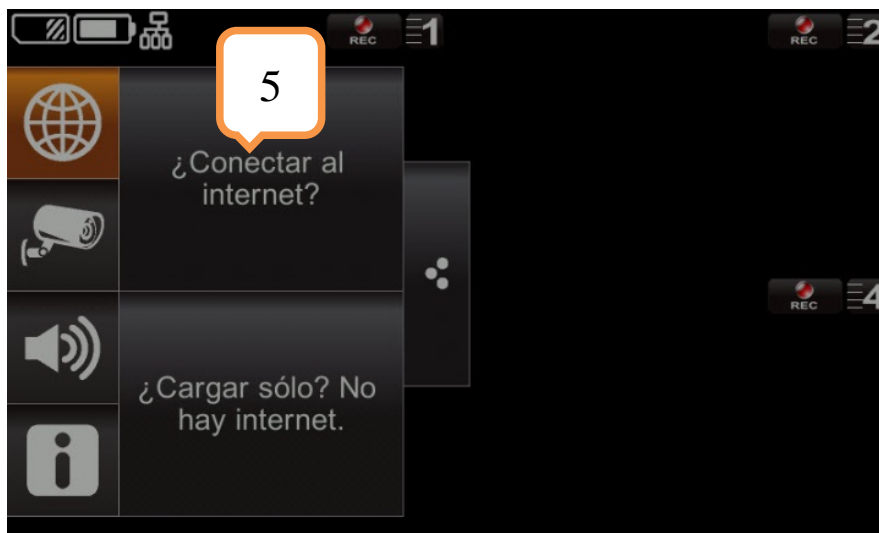 REC 1 REC 2
5
¿Conectar al
internet?
REC 4
¿Cargar sólo? No
hay internet.